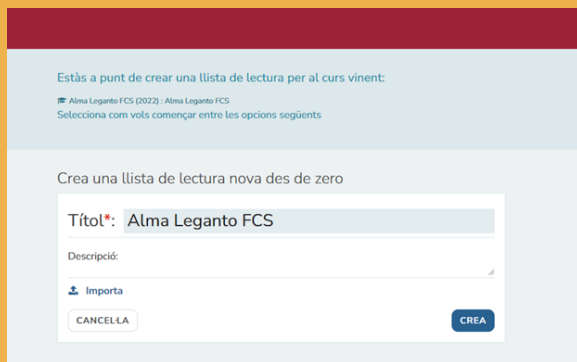 Estàs a punt de crear una llista de lectura per al curs vinent:
Alma Leganto FCS (2022) : Alma Leganto FCS
Selecciona com vols començar entre les opcions següents
Crea una llista de lectura nova des de zero
Títol*: Alma Leganto FCS
Descripció:
Importa
CANCEL·LA CREA